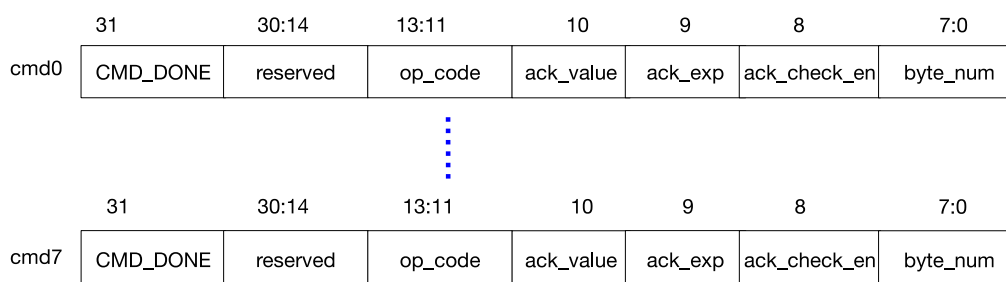 31 30:14 13:11 10 9 8 7:0
cmd0 CMD_DONE reserved op_code ack_value ack_exp ack_check_en byte_num
31 30:14 13:11 10 9 8 7:0
cmd7 CMD_DONE reserved op_code ack_value ack_exp ack_check_en byte_num